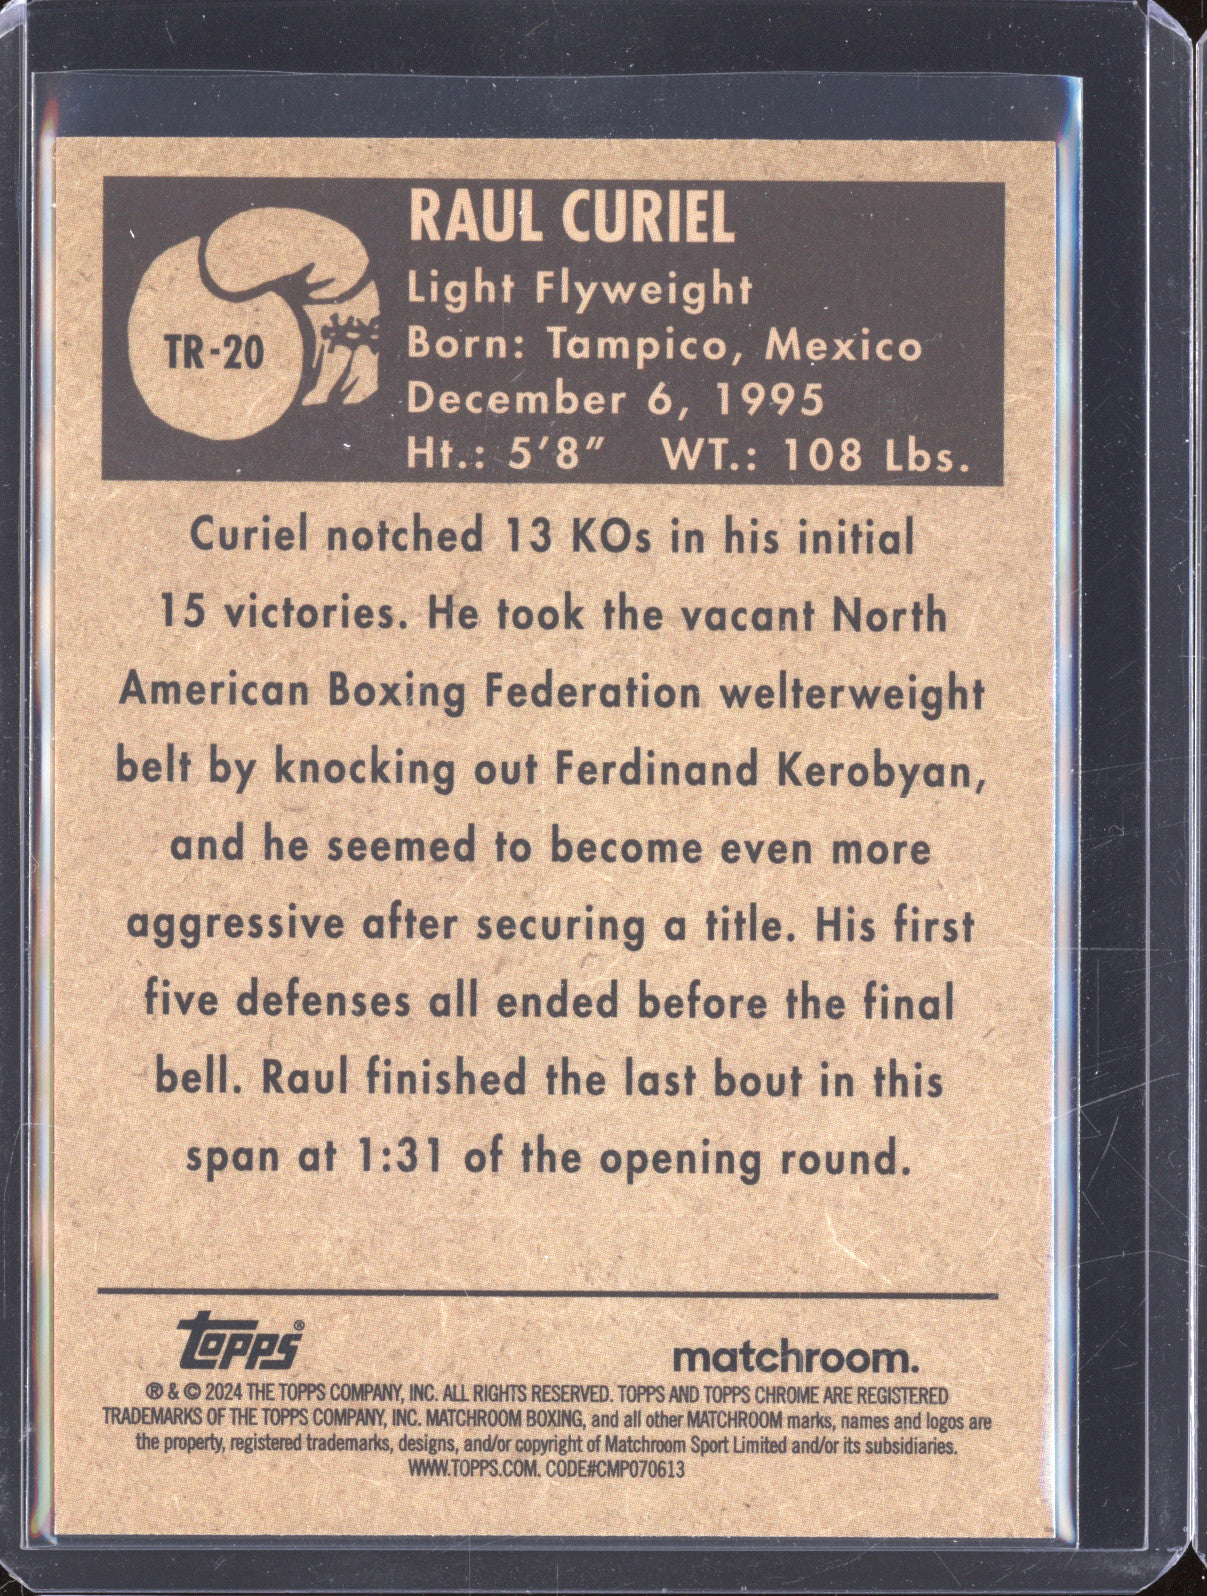 RAUL CURIEL
Light Flyweight
TR-20
Born: Tampico, Mexico
December 6, 1995
Ht.: 5'8" WT.: 108 Lbs.
Curiel notched 13 KOs in his initial
15 victories. He took the vacant North
American Boxing Federation welterweight
belt by knocking out Ferdinand Kerobyan,
and he seemed to become even more
aggressive after securing a title. His first
five defenses all ended before the final
bell. Raul finished the last bout in this
span at 1:31 of the opening round.
Topps®
matchroom.
® & © 2024 THE TOPPS COMPANY, INC. ALL RIGHTS RESERVED. TOPPS AND TOPPS CHROME ARE REGISTERED
TRADEMARKS OF THE TOPPS COMPANY, INC. MATCHROOM BOXING, and all other MATCHROOM marks, names and logos are
the property, registered trademarks, designs, and/or copyright of Matchroom Sport Limited and/or its subsidiaries.
WWW.TOPPS.COM. CODE#CMP070613